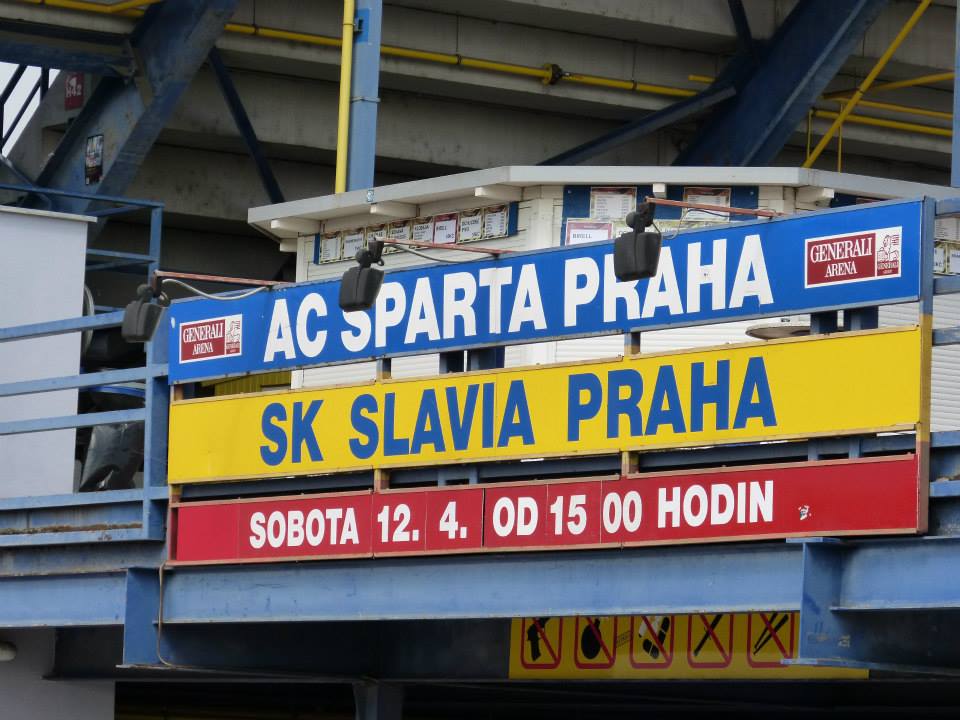 AC SPARTA PRAHA
GENERALI
ARENA
GENERALI
ARENA
SK SLAVIA PRAHA
SOBOTA 12. 4. OD 15 00 HODIN